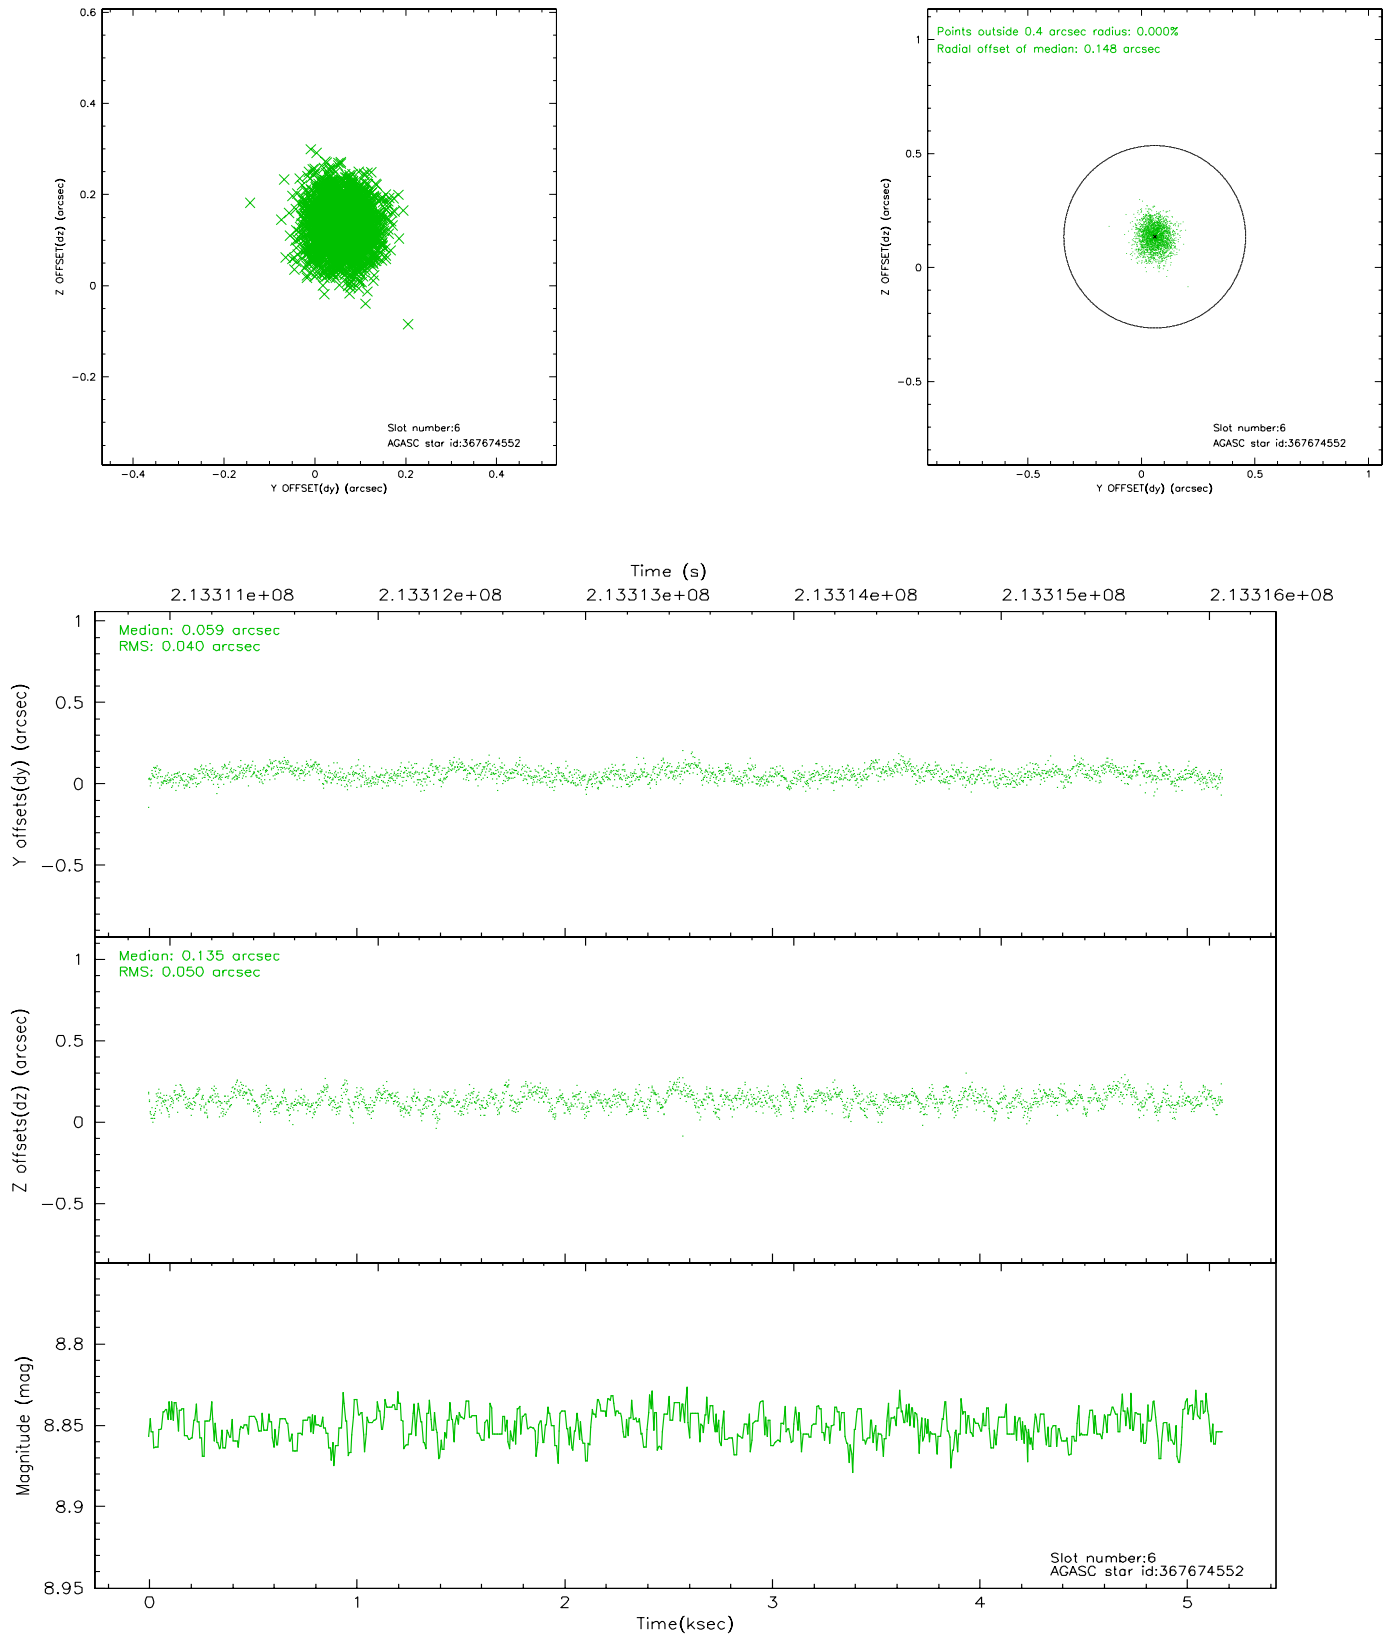 0.6
0.4
0.2
0
−0.2
Z OFFSET(dz) (arcsec)
Slot number:6
AGASC star id:367674552
−0.4 −0.2 0 0.2 0.4
Y OFFSET(dy) (arcsec)
Points outside 0.4 arcsec radius: 0.000%
Radial offset of median: 0.148 arcsec
1
0.5
0
−0.5
Z OFFSET(dz) (arcsec)
Slot number:6
AGASC star id:367674552
−0.5 0 0.5 1
Y OFFSET(dy) (arcsec)
Time (s)
2.13311e+08 2.13312e+08 2.13313e+08 2.13314e+08 2.13315e+08 2.13316e+08
Median: 0.059 arcsec
RMS: 0.040 arcsec
1
0.5
0
−0.5
Y offsets(dy) (arcsec)
Median: 0.135 arcsec
RMS: 0.050 arcsec
1
0.5
0
−0.5
Z offsets(dz) (arcsec)
8.8
8.85
8.9
8.95
Magnitude (mag)
Slot number:6
AGASC star id:367674552
0 1 2 3 4 5
Time(ksec)